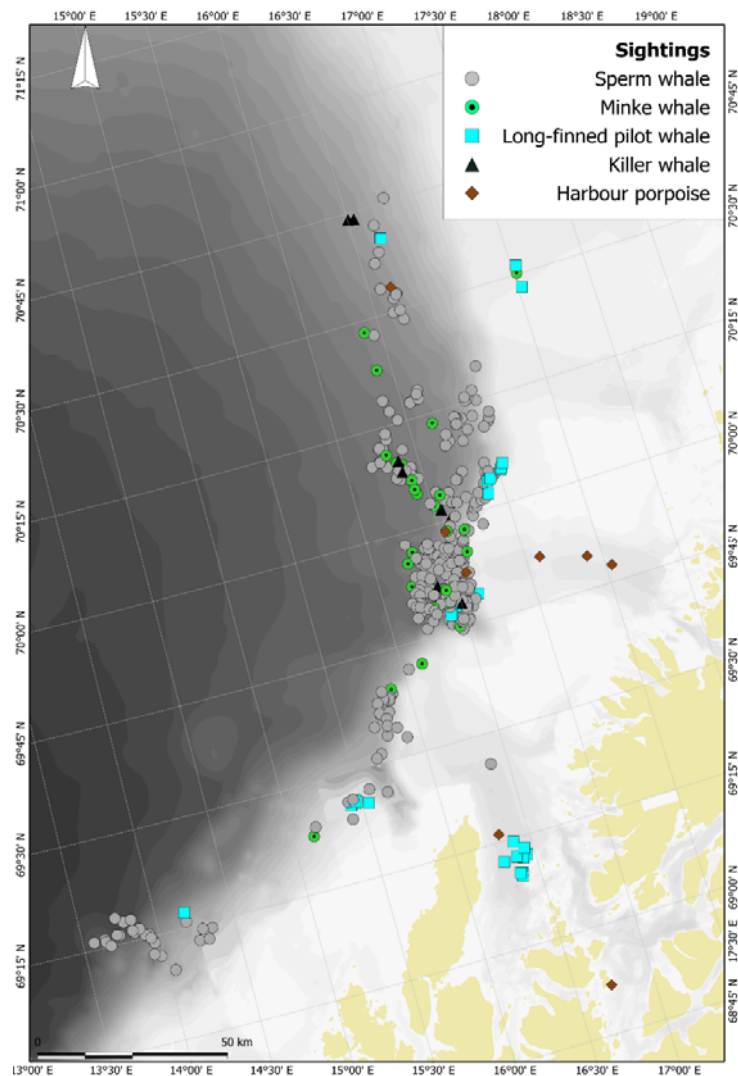 15°00' E 15°30' E 16°00' E 16°30' E 17°00' E 17°30' E 18°00' E 18°30' E 19°00' E
71°15' N
71°00' N
70°45' N
70°30' N
70°15' N
70°00' N
69°45' N
69°30' N
69°15' N
Sightings
Sperm whale
Minke whale
Long-finned pilot whale
Killer whale
Harbour porpoise
70°45' N
70°30' N
70°15' N
70°00' N
69°45' N
69°30' N
69°15' N
69°00' N
17°30' E
68°45' N
0 50 km
13°00' E 13°30' E 14°00' E 14°30' E 15°00' E 15°30' E 16°00' E 16°30' E 17°00' E